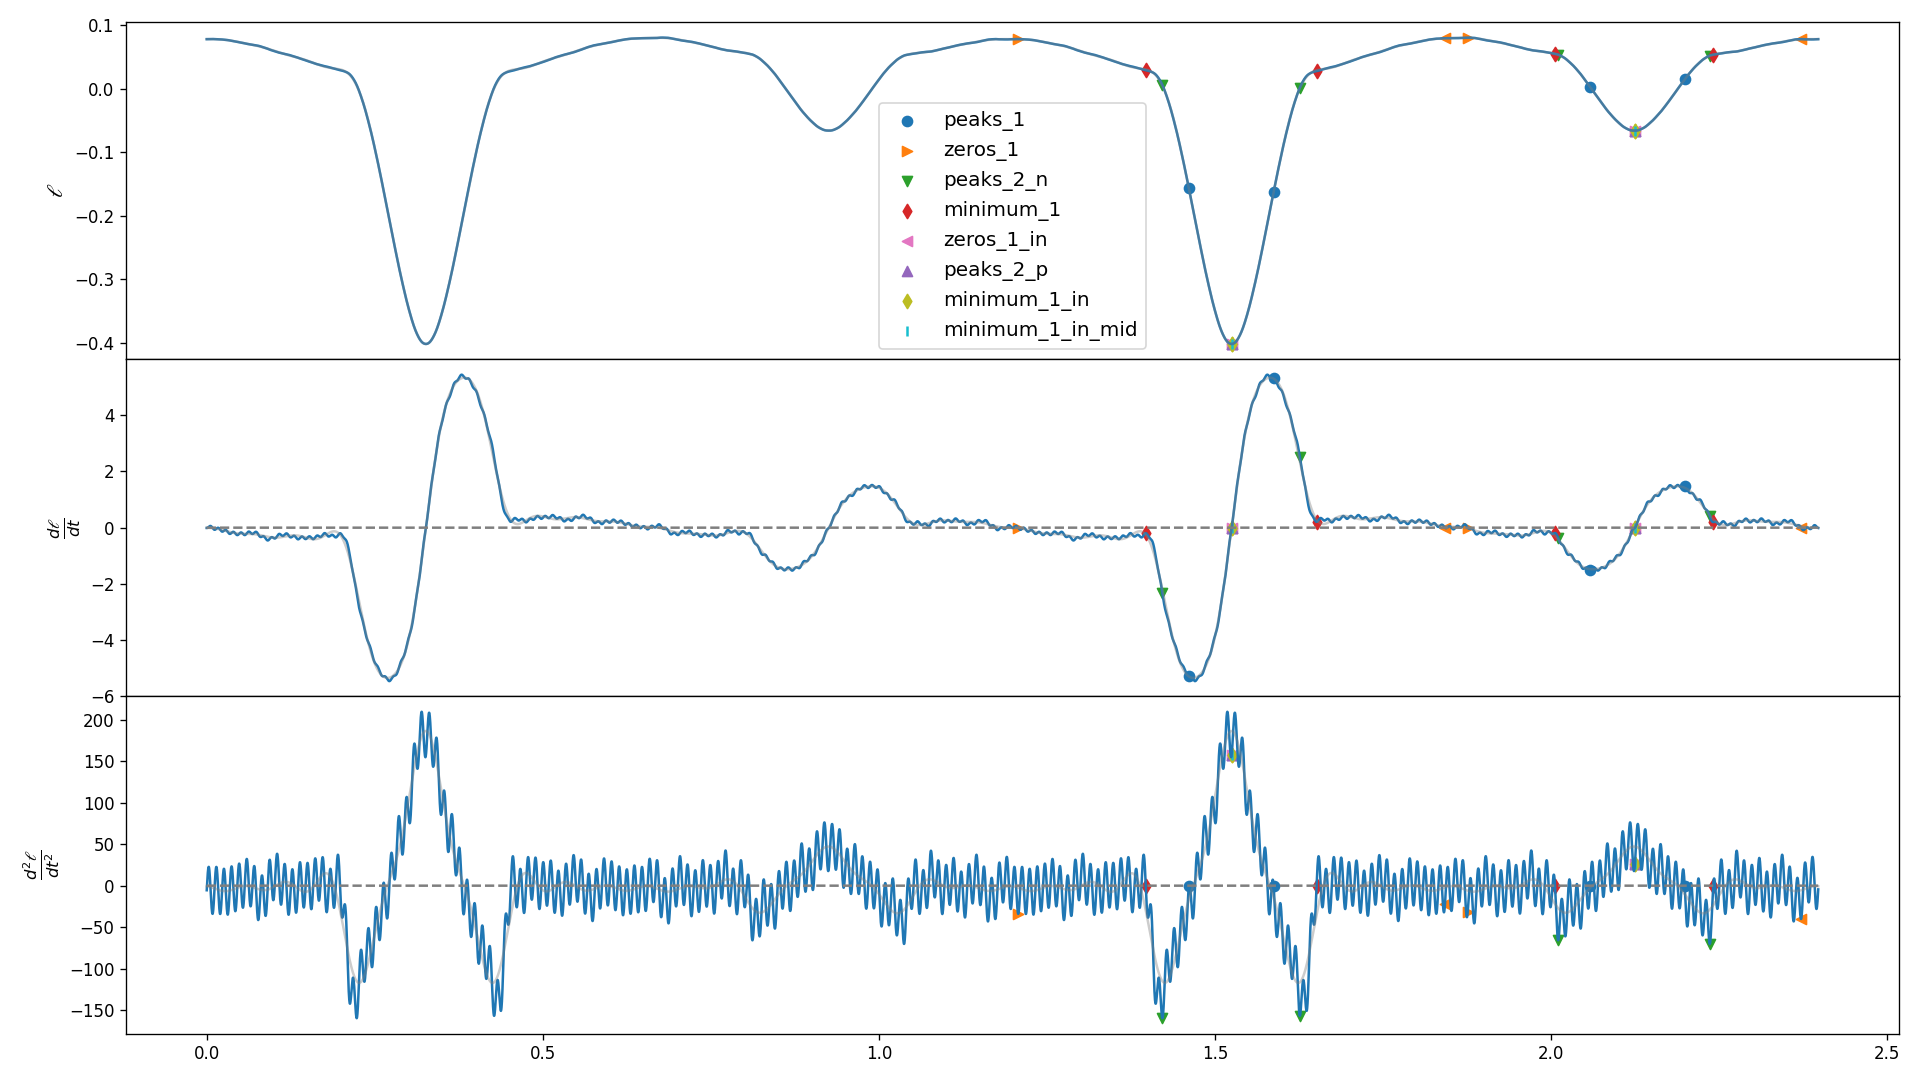 0.1
0.0
−0.1
−0.2
−0.3
−0.4
ℓ
peaks_1
zeros_1
peaks_2_n
minimum_1
zeros_1_in
peaks_2_p
minimum_1_in
minimum_1_in_mid
4
2
0
−2
−4
−6
dℓ/dt
200
150
100
50
0
−50
−100
−150
d²ℓ/dt²
0.0 0.5 1.0 1.5 2.0 2.5